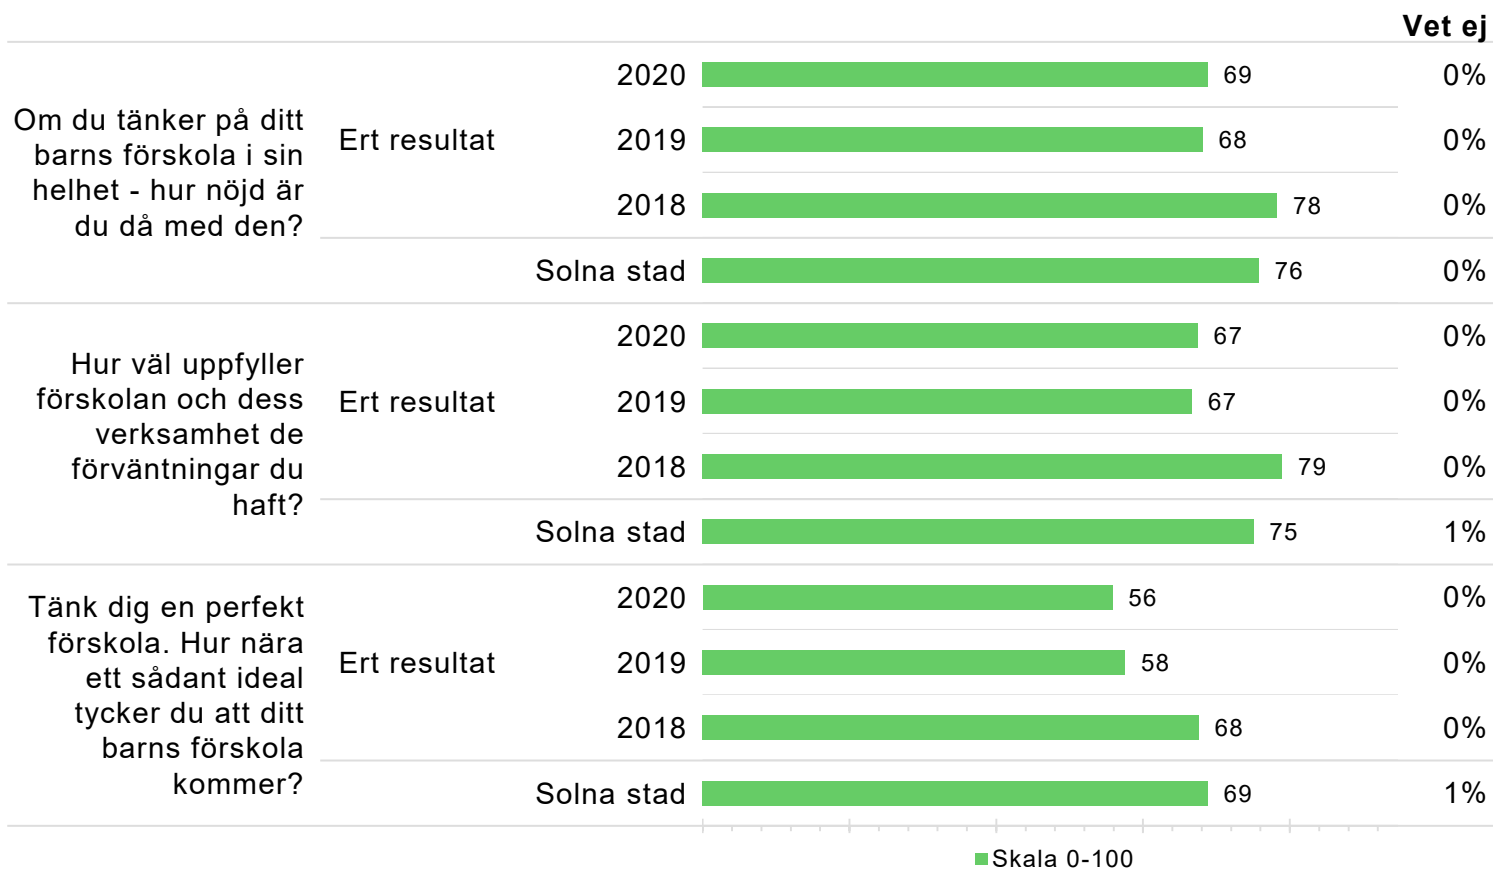 Vet ej
Om du tänker på ditt
barns förskola i sin
helhet - hur nöjd är
du då med den?
Ert resultat
2020 69 0%
2019 68 0%
2018 78 0%
Solna stad 76 0%
Hur väl uppfyller
förskolan och dess
verksamhet de
förväntningar du
haft?
Ert resultat
2020 67 0%
2019 67 0%
2018 79 0%
Solna stad 75 1%
Tänk dig en perfekt
förskola. Hur nära
ett sådant ideal
tycker du att ditt
barns förskola
kommer?
Ert resultat
2020 56 0%
2019 58 0%
2018 68 0%
Solna stad 69 1%
Skala 0-100